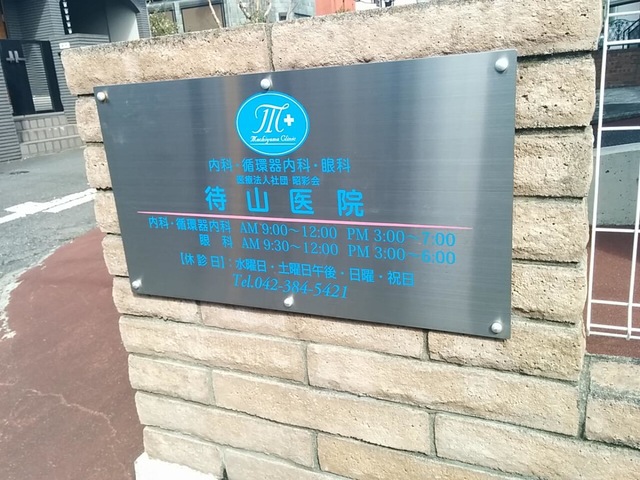 M
Machiyama Clinic
内科・循環器内科・眼科
医療法人社団 昭彩会
待山医院
内科・循環器内科 AM 9:00～12:00 PM 3:00～7:00
眼科 AM 9:30～12:00 PM 3:00～6:00
【休診日】:水曜日・土曜日午後・日曜・祝日
Tel.042-384-5421